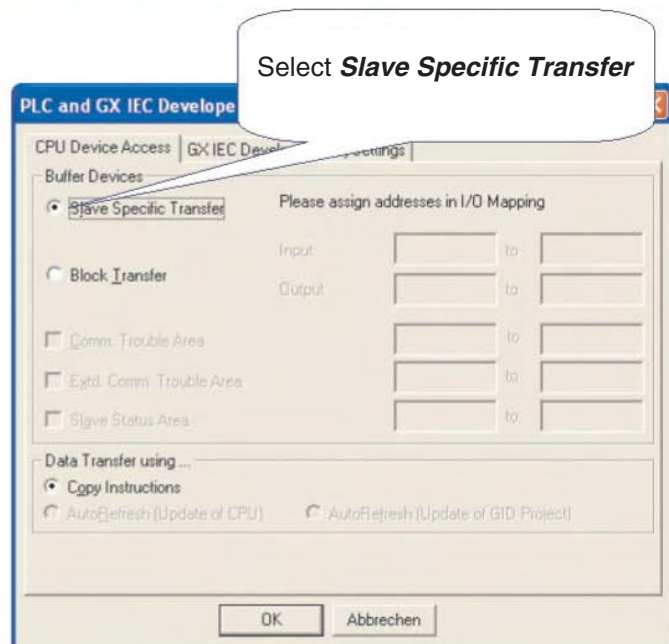 Select Slave Specific Transfer
PLC and GX IEC Develope
CPU Device Access
GX IEC Develo
Settings
Buffer Devices
Slave Specific Transfer
Please assign addresses in I/O Mapping
Input to
Block Transfer
Output to
Comm. Trouble Area to
Extd. Comm. Trouble Area to
Slave Status Area to
Data Transfer using ...
Copy Instructions
AutoRefresh (Update of CPU)
AutoRefresh (Update of GID Project)
OK
Abbrechen